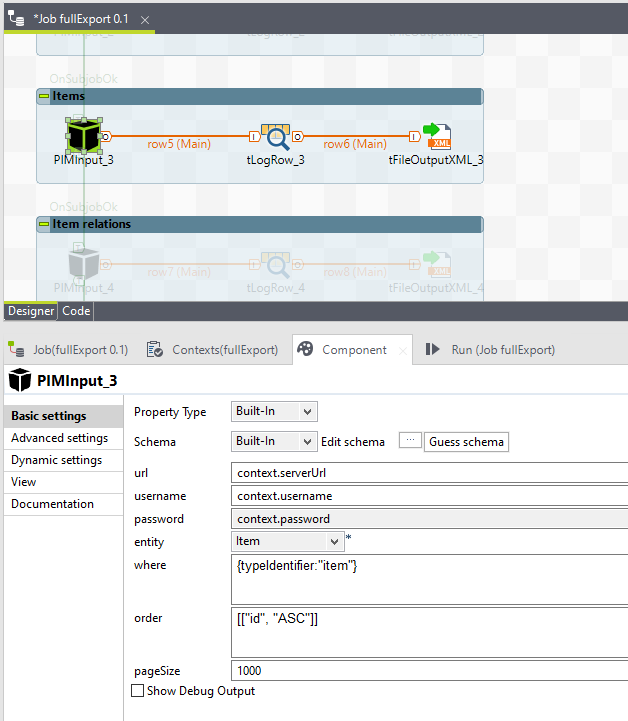 *Job fullExport 0.1
PIMInput_2 tLogRow_2 tFileOutputXML_2
OnSubjobOk
Items
row5 (Main) row6 (Main)
PIMInput_3 tLogRow_3 tFileOutputXML_3
OnSubjobOk
Item relations
row7 (Main) row8 (Main)
PIMInput_4 tLogRow_4 tFileOutputXML_4
Designer Code
Job(fullExport 0.1) Contexts(fullExport) Component Run (Job fullExport)
PIMInput_3
Basic settings
Advanced settings
Dynamic settings
View
Documentation
Property Type Built-In
Schema Built-In Edit schema ... Guess schema
url context.serverUrl
username context.username
password context.password
entity Item *
where {typeIdentifier:"item"}
order [["id", "ASC"]]
pageSize 1000
Show Debug Output